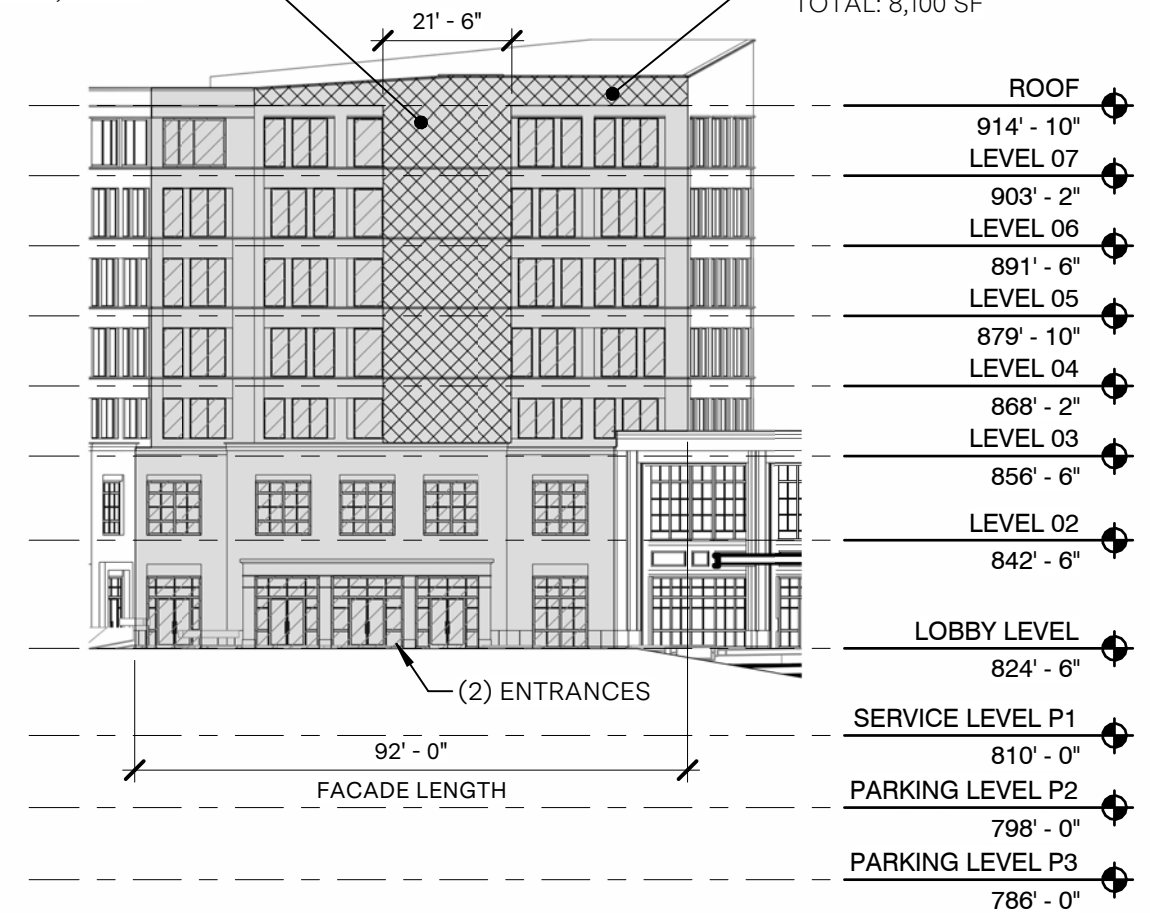 TOTAL: 8,100 SF
21' - 6"
ROOF
914' - 10"
LEVEL 07
903' - 2"
LEVEL 06
891' - 6"
LEVEL 05
879' - 10"
LEVEL 04
868' - 2"
LEVEL 03
856' - 6"
LEVEL 02
842' - 6"
LOBBY LEVEL
824' - 6"
(2) ENTRANCES
SERVICE LEVEL P1
810' - 0"
92' - 0"
FACADE LENGTH
PARKING LEVEL P2
798' - 0"
PARKING LEVEL P3
786' - 0"